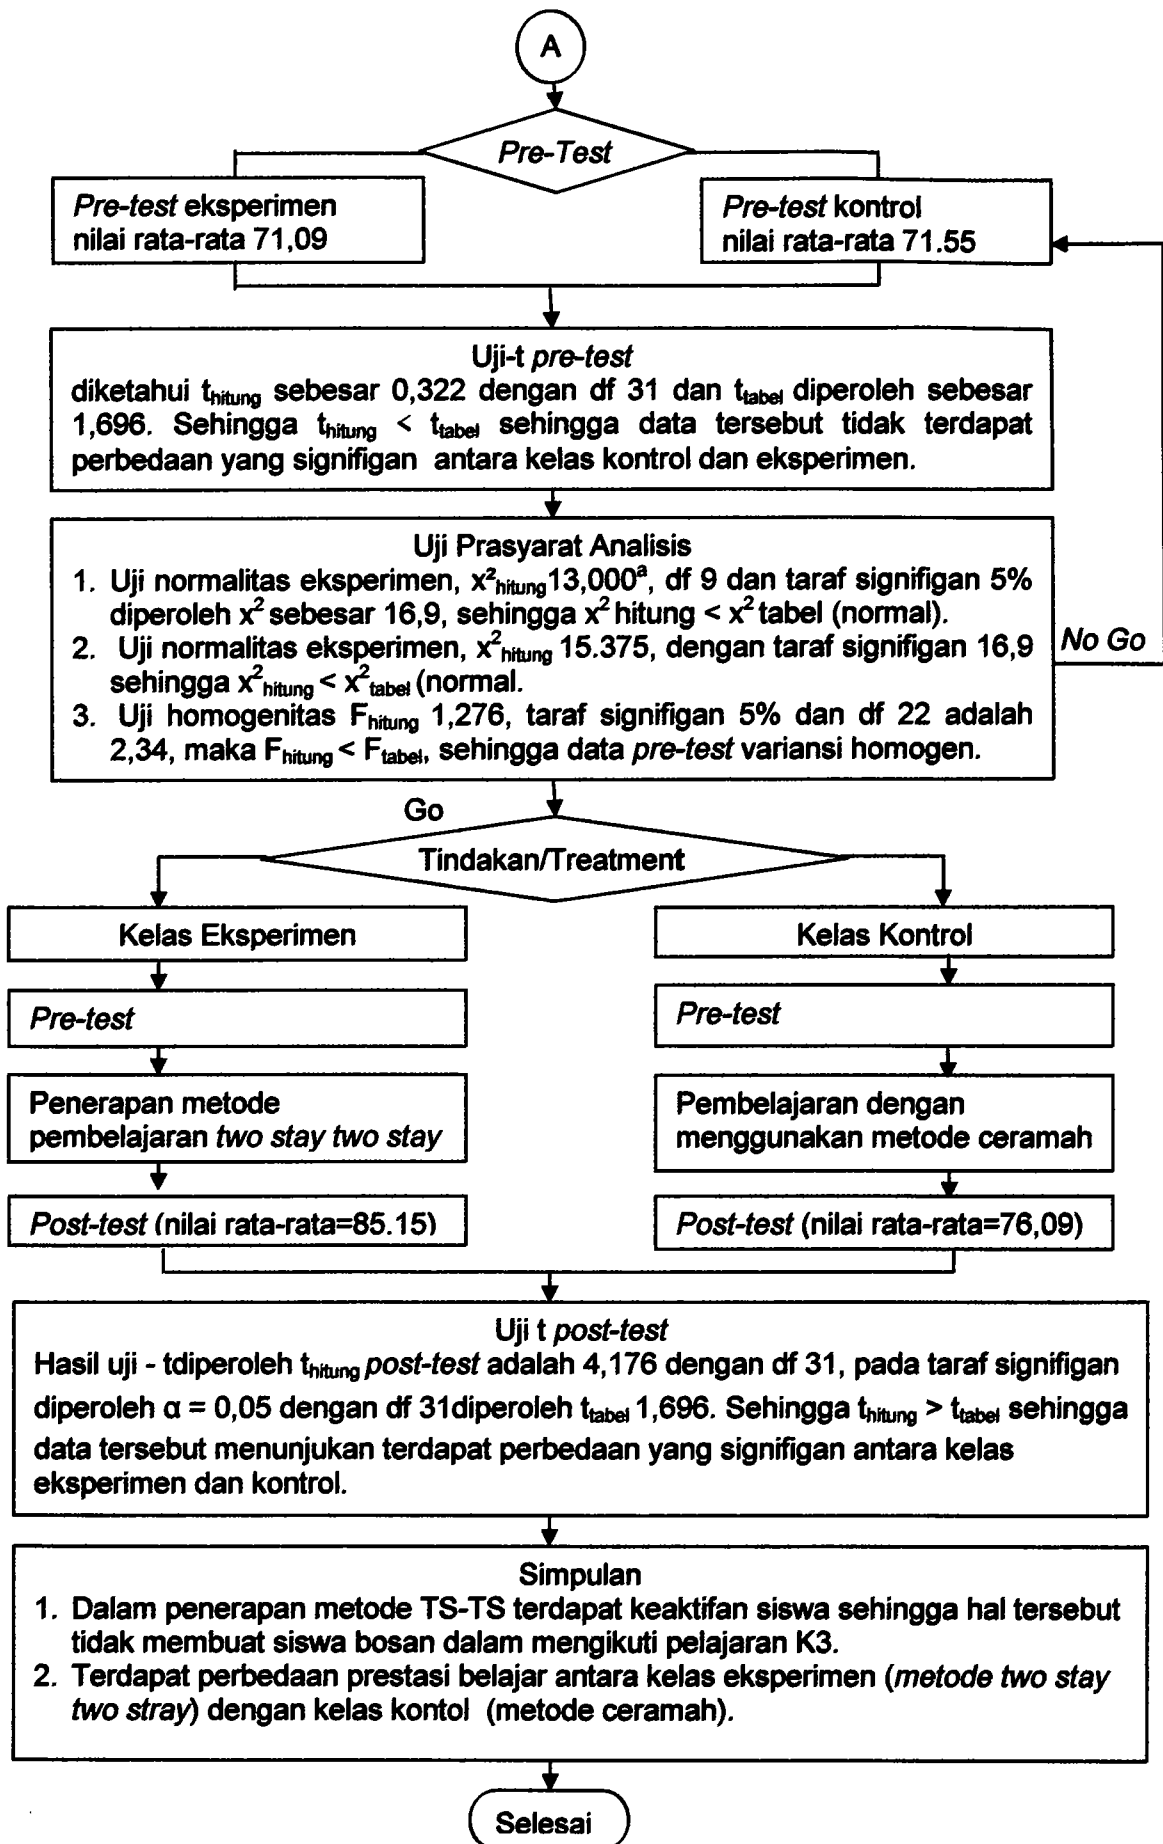 A
Pre-Test
Pre-test eksperimen
nilai rata-rata 71,09
Pre-test kontrol
nilai rata-rata 71.55
Uji-t pre-test
diketahui thitung sebesar 0,322 dengan df 31 dan ttabel diperoleh sebesar
1,696. Sehingga thitung < ttabel sehingga data tersebut tidak terdapat
perbedaan yang signifigan antara kelas kontrol dan eksperimen.
Uji Prasyarat Analisis
1. Uji normalitas eksperimen, x²hitung13,000ª, df 9 dan taraf signifigan 5%
diperoleh x² sebesar 16,9, sehingga x² hitung < x² tabel (normal).
2. Uji normalitas eksperimen, x²hitung 15.375, dengan taraf signifigan 16,9
sehingga x²hitung < x²tabel (normal.
3. Uji homogenitas Fhitung 1,276, taraf signifigan 5% dan df 22 adalah
2,34, maka Fhitung < Ftabel, sehingga data pre-test variansi homogen.
No Go
Go
Tindakan/Treatment
Kelas Eksperimen
Kelas Kontrol
Pre-test
Pre-test
Penerapan metode
pembelajaran two stay two stay
Pembelajaran dengan
menggunakan metode ceramah
Post-test (nilai rata-rata=85.15)
Post-test (nilai rata-rata=76,09)
Uji t post-test
Hasil uji - tdiperoleh thitung post-test adalah 4,176 dengan df 31, pada taraf signifigan
diperoleh α = 0,05 dengan df 31diperoleh ttabel 1,696. Sehingga thitung > ttabel sehingga
data tersebut menunjukan terdapat perbedaan yang signifigan antara kelas
eksperimen dan kontrol.
Simpulan
1. Dalam penerapan metode TS-TS terdapat keaktifan siswa sehingga hal tersebut
tidak membuat siswa bosan dalam mengikuti pelajaran K3.
2. Terdapat perbedaan prestasi belajar antara kelas eksperimen (metode two stay
two stray) dengan kelas kontol (metode ceramah).
Selesai